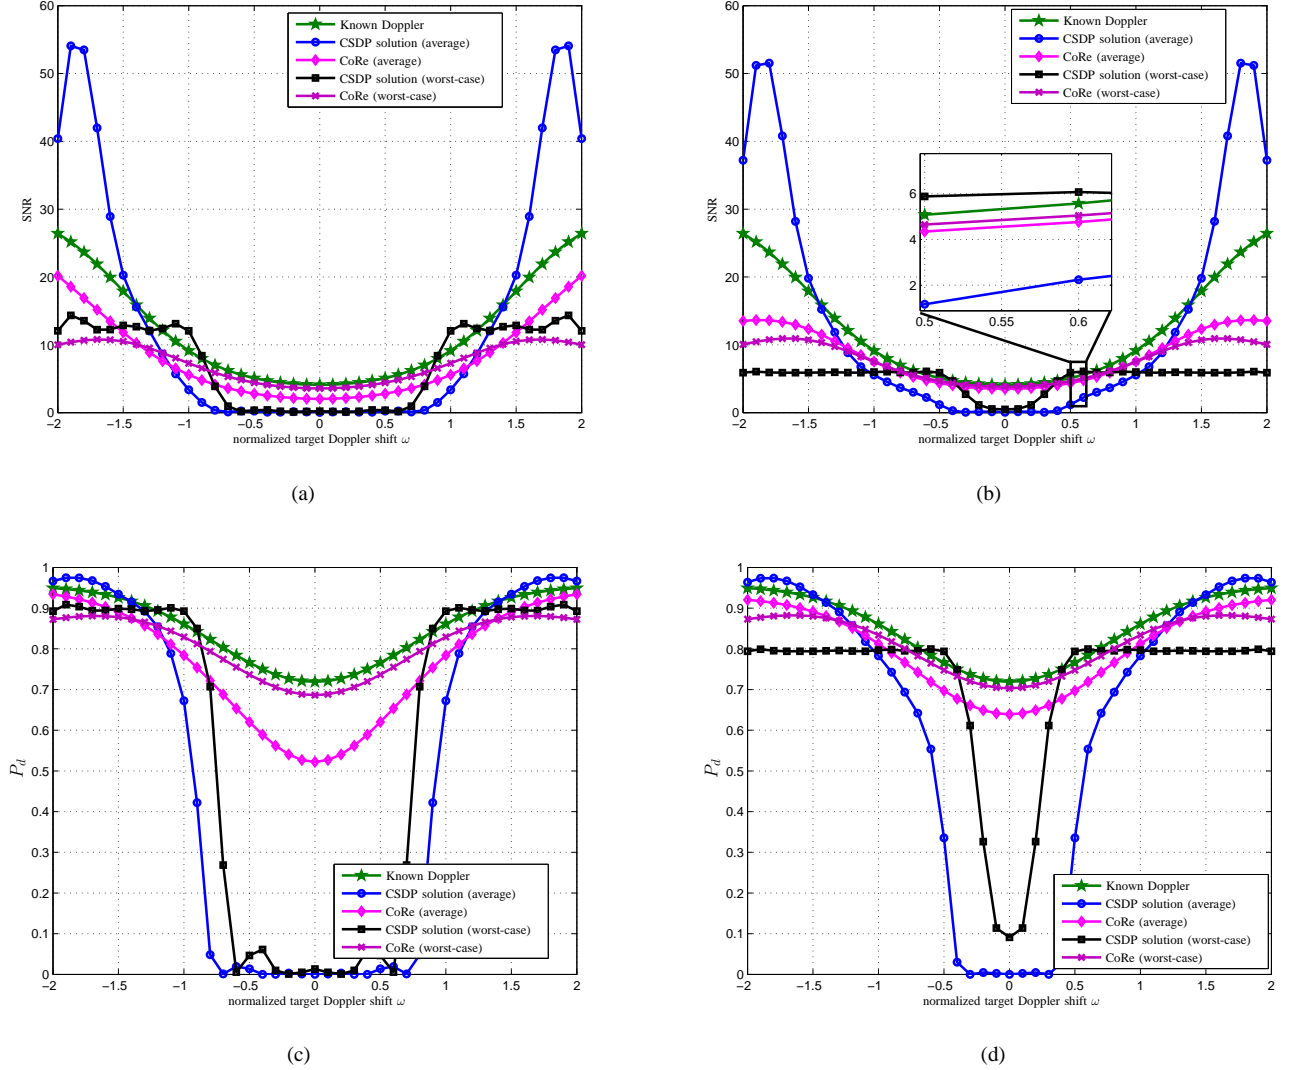 60
50
40
30
20
10
0
SNR
−2
−1.5
−1
−0.5
0
0.5
1
1.5
2
normalized target Doppler shift ω
Known Doppler
CSDP solution (average)
CoRe (average)
CSDP solution (worst-case)
CoRe (worst-case)
(a)
60
50
40
30
20
10
0
SNR
−2
−1.5
−1
−0.5
0
0.5
1
1.5
2
normalized target Doppler shift ω
Known Doppler
CSDP solution (average)
CoRe (average)
CSDP solution (worst-case)
CoRe (worst-case)
6
4
2
0.5
0.55
0.6
(b)
1
0.9
0.8
0.7
0.6
0.5
0.4
0.3
0.2
0.1
0
P_d
−2
−1.5
−1
−0.5
0
0.5
1
1.5
2
normalized target Doppler shift ω
Known Doppler
CSDP solution (average)
CoRe (average)
CSDP solution (worst-case)
CoRe (worst-case)
(c)
1
0.9
0.8
0.7
0.6
0.5
0.4
0.3
0.2
0.1
0
P_d
−2
−1.5
−1
−0.5
0
0.5
1
1.5
2
normalized target Doppler shift ω
Known Doppler
CSDP solution (average)
CoRe (average)
CSDP solution (worst-case)
CoRe (worst-case)
(d)